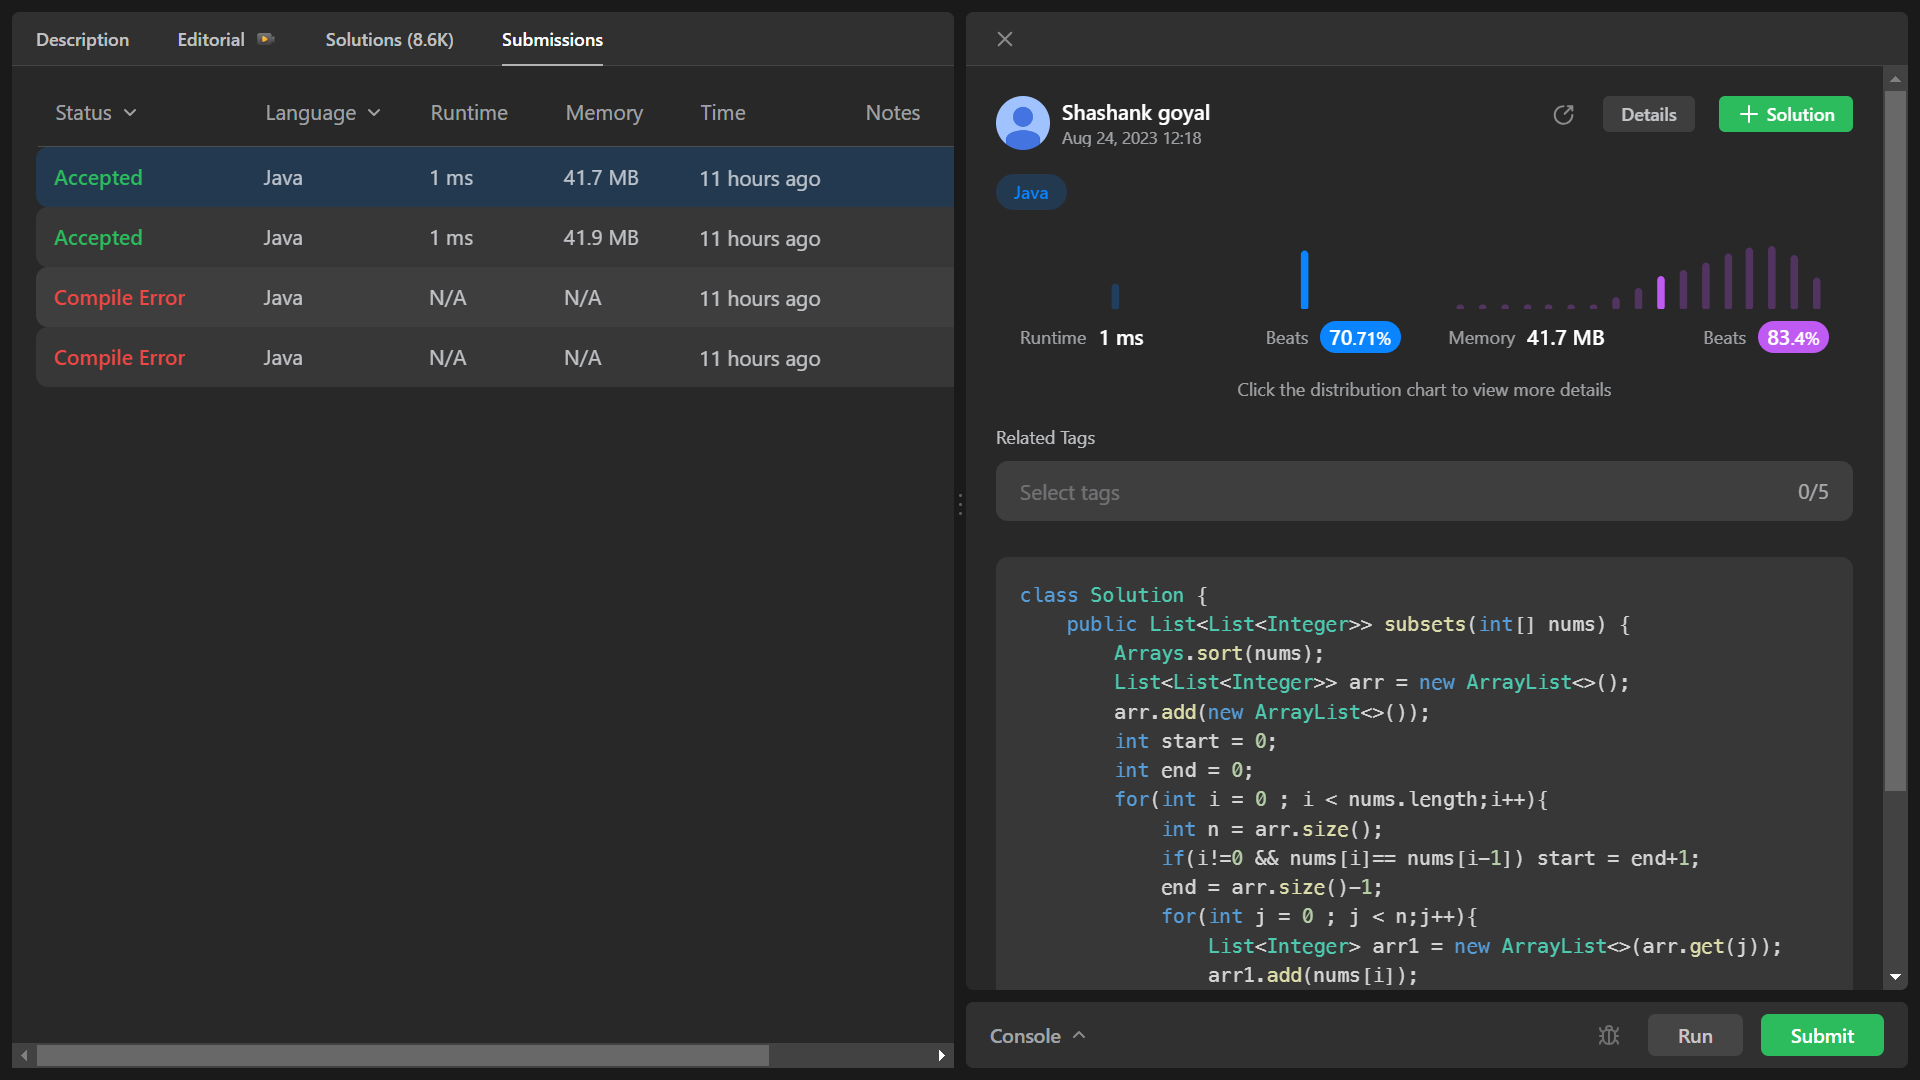 Description Editorial Solutions (8.6K) Submissions
Status Language Runtime Memory Time Notes
Accepted Java 1 ms 41.7 MB 11 hours ago
Accepted Java 1 ms 41.9 MB 11 hours ago
Compile Error Java N/A N/A 11 hours ago
Compile Error Java N/A N/A 11 hours ago
Shashank goyal
Aug 24, 2023 12:18
Details
+ Solution
Java
Runtime 1 ms Beats 70.71% Memory 41.7 MB Beats 83.4%
Click the distribution chart to view more details
Related Tags
Select tags 0/5
class Solution {
    public List<List<Integer>> subsets(int[] nums) {
        Arrays.sort(nums);
        List<List<Integer>> arr = new ArrayList<>();
        arr.add(new ArrayList<>());
        int start = 0;
        int end = 0;
        for(int i = 0 ; i < nums.length;i++){
            int n = arr.size();
            if(i!=0 && nums[i]== nums[i-1]) start = end+1;
            end = arr.size()-1;
            for(int j = 0 ; j < n;j++){
                List<Integer> arr1 = new ArrayList<>(arr.get(j));
                arr1.add(nums[i]);
Console Run Submit